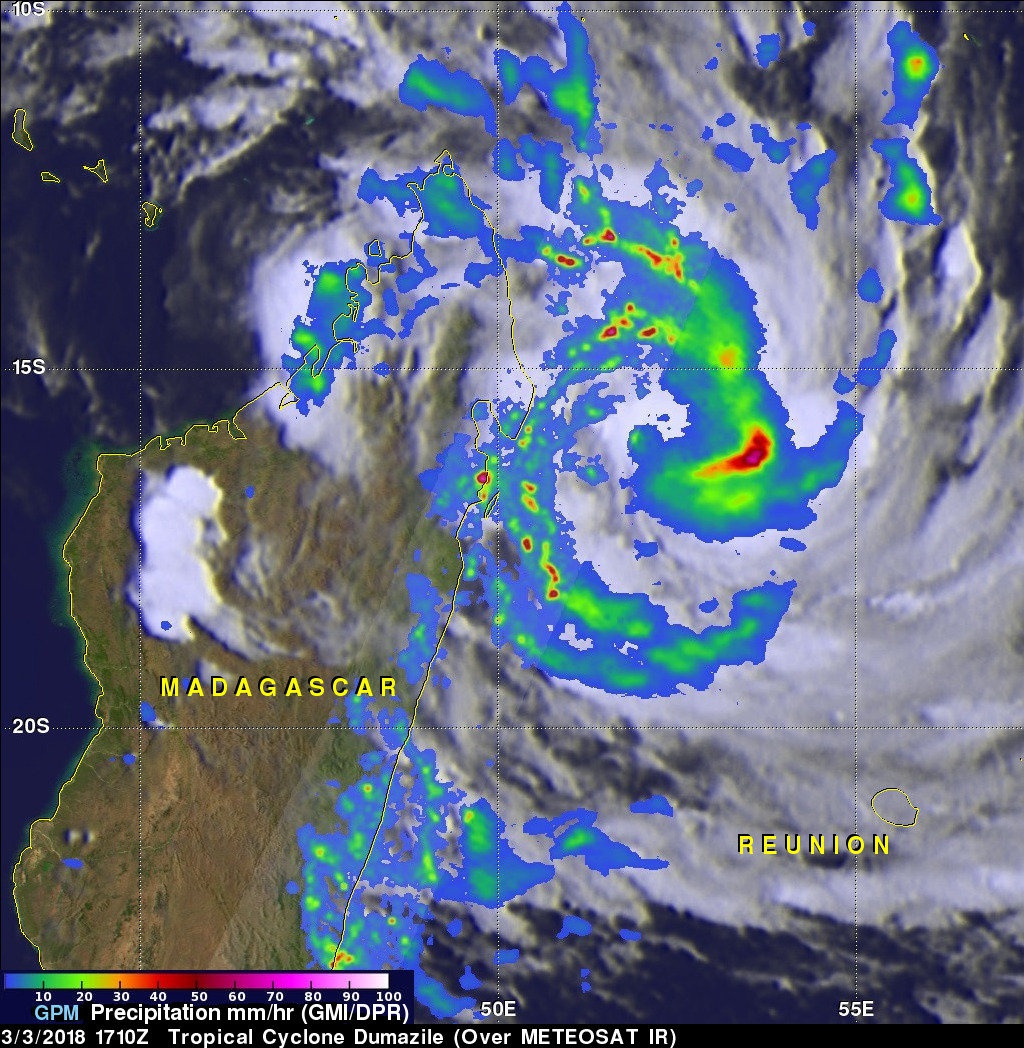 10S
15S
MADAGASCAR
20S
REUNION
10 20 30 40 50 60 70 80 90 100
50E
55E
GPM Precipitation mm/hr (GMI/DPR)
3/3/2018 1710Z Tropical Cyclone Dumazile (Over METEOSAT IR)